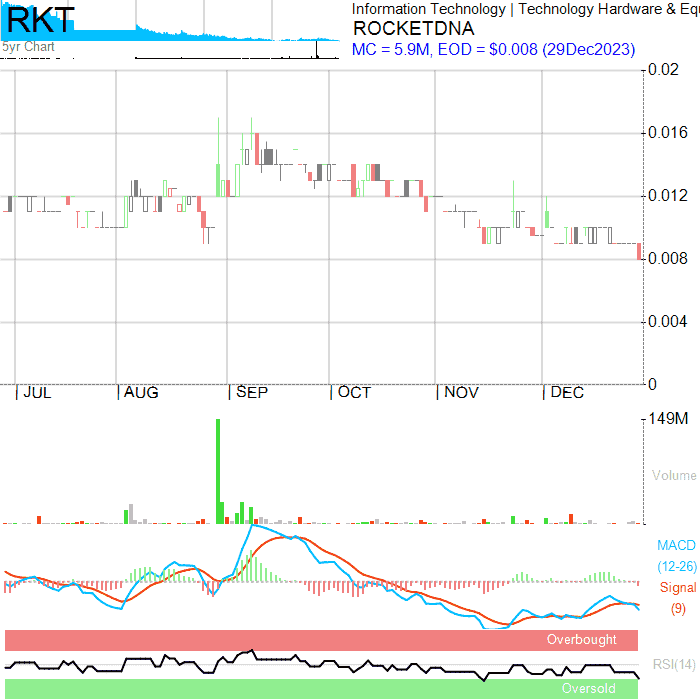 RKT
5yr Chart
Information Technology | Technology Hardware & Equ
ROCKETDNA
MC = 5.9M, EOD = $0.008 (29Dec2023)
0.02
0.016
0.012
0.008
0.004
0
JUL AUG SEP OCT NOV DEC
149M
Volume
MACD
(12-26)
Signal
(9)
Overbought
RSI(14)
Oversold